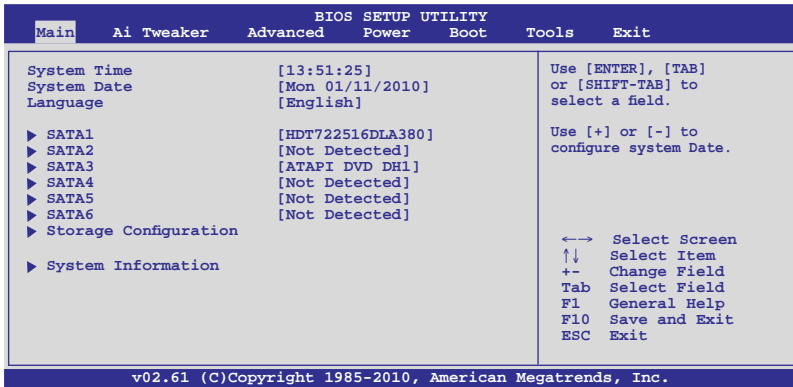 BIOS SETUP UTILITY
Main Ai Tweaker Advanced Power Boot Tools Exit
System Time [13:51:25]
System Date [Mon 01/11/2010]
Language [English]
SATA1 [HDT722516DLA380]
SATA2 [Not Detected]
SATA3 [ATAPI DVD DH1]
SATA4 [Not Detected]
SATA5 [Not Detected]
SATA6 [Not Detected]
Storage Configuration
System Information
Use [ENTER], [TAB]
or [SHIFT-TAB] to
select a field.
Use [+] or [-] to
configure system Date.
←→ Select Screen
↑↓ Select Item
+- Change Field
Tab Select Field
F1 General Help
F10 Save and Exit
ESC Exit
v02.61 (C)Copyright 1985-2010, American Megatrends, Inc.